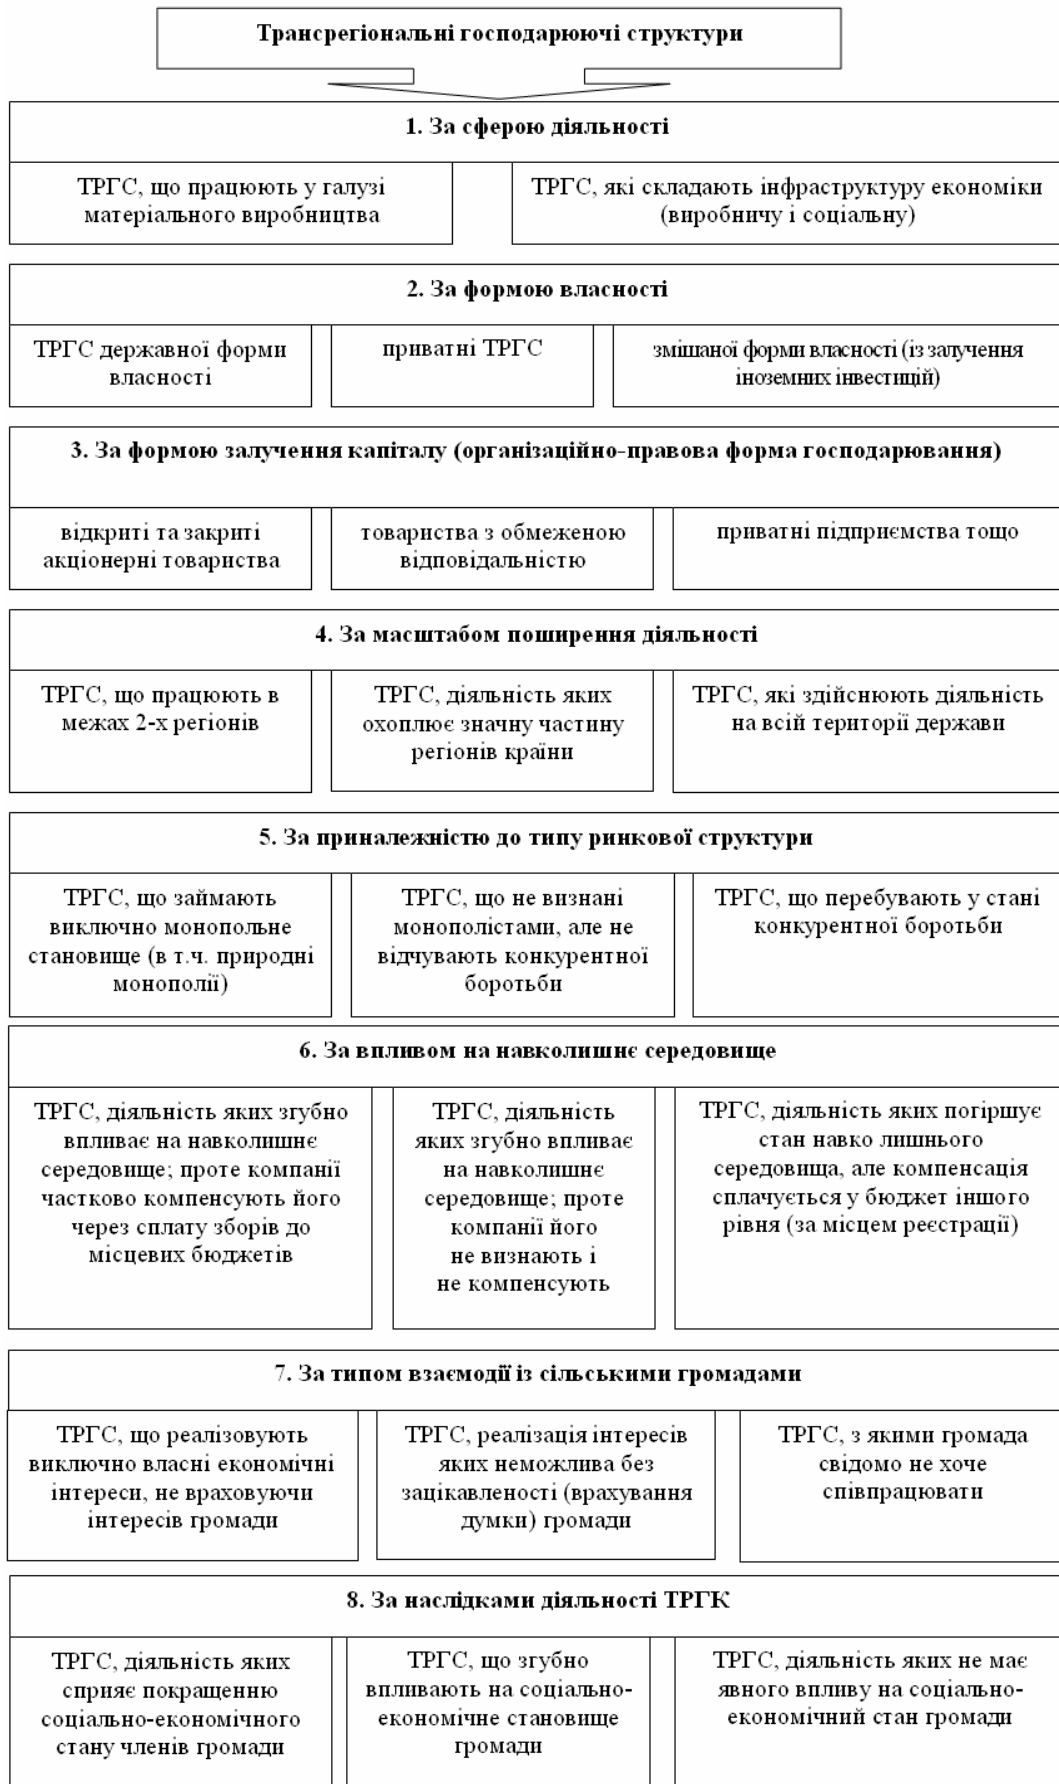 Трансрегіональні господарюючі структури
1. За сферою діяльності
ТРГС, що працюють у галузі
матеріального виробництва
ТРГС, які складають інфраструктуру економіки
(виробничу і соціальну)
2. За формою власності
ТРГС державної форми
власності
приватні ТРГС
змішаної форми власності (із залучення
іноземних інвестицій)
3. За формою залучення капіталу (організаційно-правова форма господарювання)
відкриті та закриті
акціонерні товариства
товариства з обмеженою
відповідальністю
приватні підприємства тощо
4. За масштабом поширення діяльності
ТРГС, що працюють в
межах 2-х регіонів
ТРГС, діяльність яких
охоплює значну частину
регіонів країни
ТРГС, які здійснюють діяльність
на всій території держави
5. За приналежністю до типу ринкової структури
ТРГС, що займають
виключно монопольне
становище (в т.ч. природні
монополії)
ТРГС, що не визнані
монополістами, але не
відчувають конкурентної
боротьби
ТРГС, що перебувають у стані
конкурентної боротьби
6. За впливом на навколишнє середовище
ТРГС, діяльність яких згубно
впливає на навколишнє
середовище; проте компанії
частково компенсують його
через сплату зборів до
місцевих бюджетів
ТРГС, діяльність
яких згубно впливає
на навколишнє
середовище; проте
компанії його
не визнають і
не компенсують
ТРГС, діяльність яких погіршує
стан навко лишнього
середовища, але компенсація
сплачується у бюджет іншого
рівня (за місцем реєстрації)
7. За типом взаємодії із сільськими громадами
ТРГС, що реалізовують
виключно власні економічні
інтереси, не враховуючи
інтересів громади
ТРГС, реалізація інтересів
яких неможлива без
зацікавленості (врахування
думки) громади
ТРГС, з якими громада
свідомо не хоче
співпрацювати
8. За наслідками діяльності ТРГК
ТРГС, діяльність яких
сприяє покращенню
соціально-економічного
стану членів громади
ТРГС, що згубно
впливають на соціально-
економічне становище
громади
ТРГС, діяльність яких не має
явного впливу на соціально-
економічний стан громади